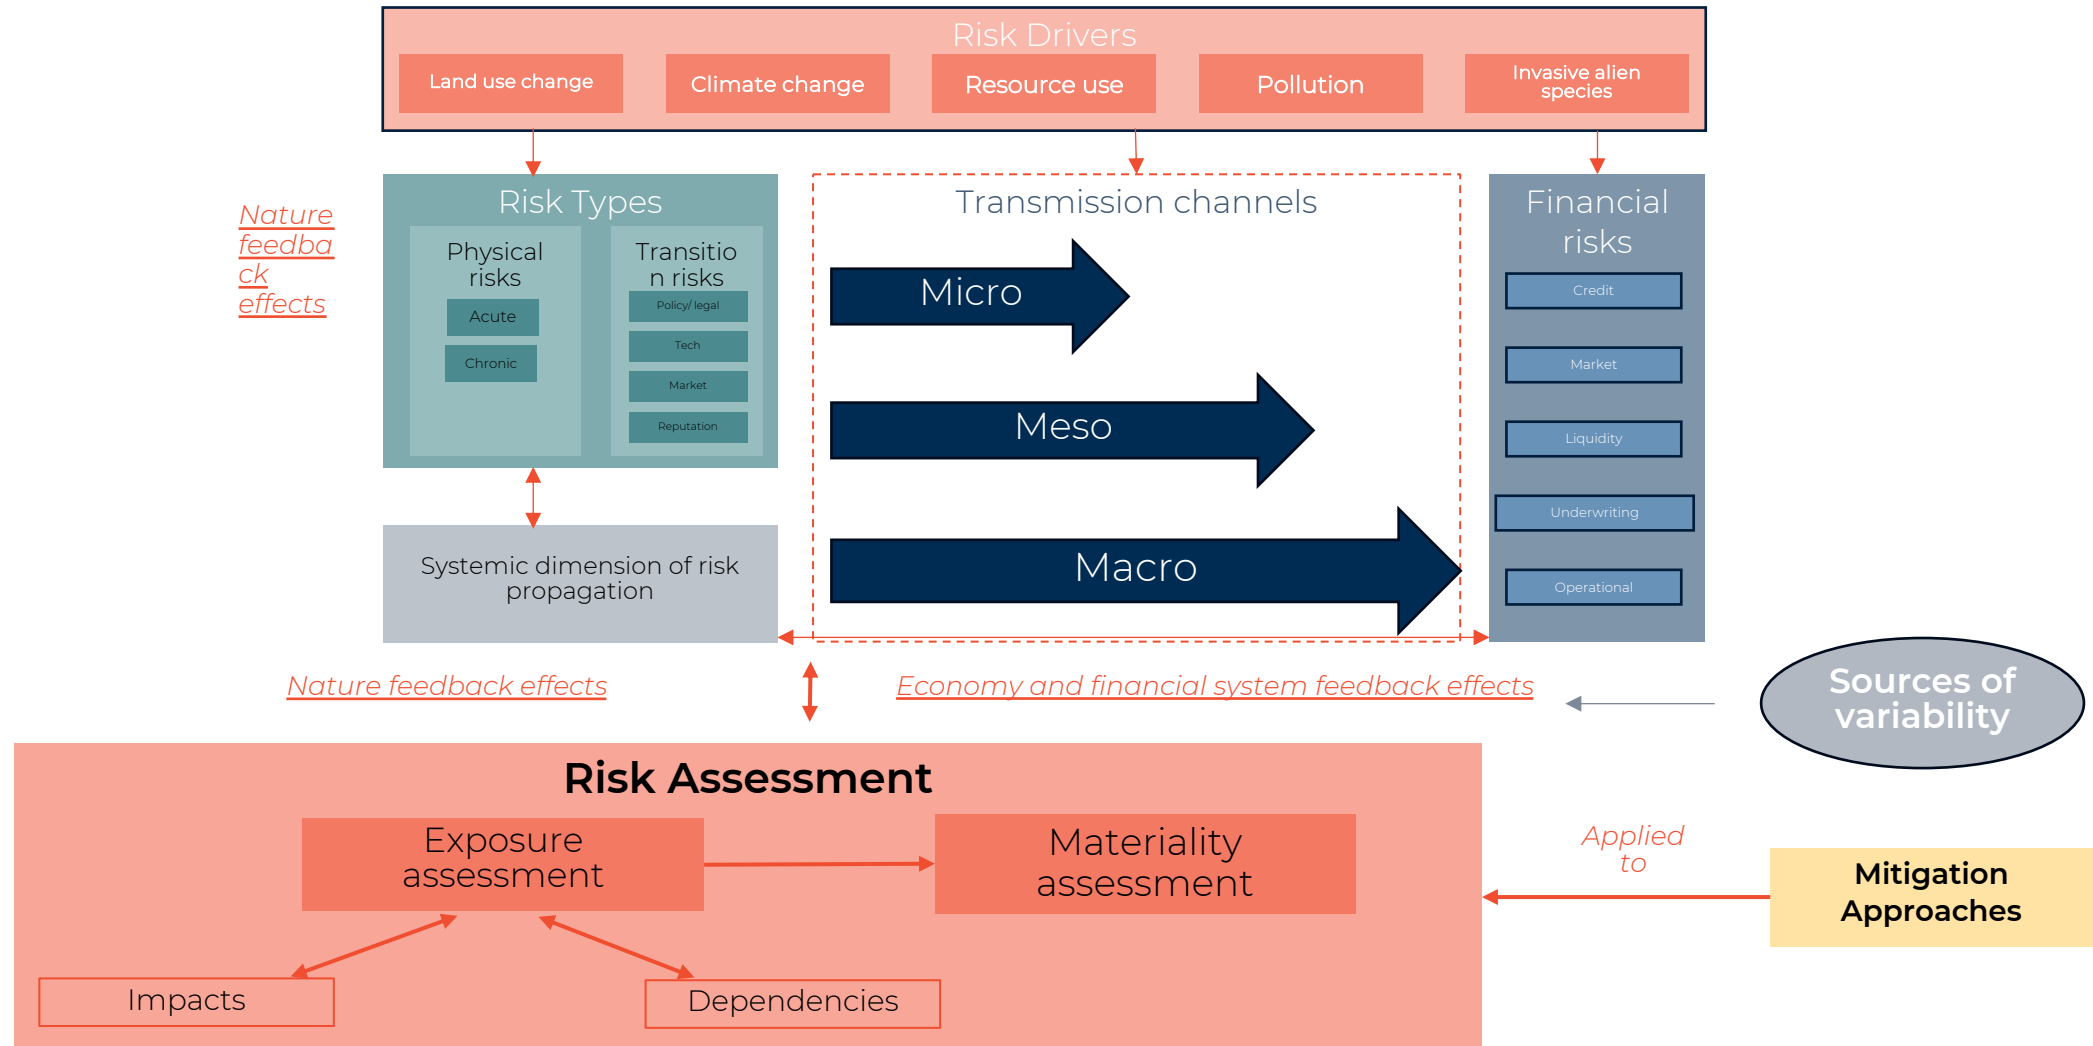 Risk Drivers
Land use change
Climate change
Resource use
Pollution
Invasive alien
species
Nature
feedba
ck
effects
Risk Types
Physical
risks
Acute
Chronic
Transitio
n risks
Policy/ legal
Tech
Market
Reputation
Transmission channels
Micro
Meso
Macro
Financial
risks
Credit
Market
Liquidity
Underwriting
Operational
Systemic dimension of risk
propagation
Nature feedback effects
Economy and financial system feedback effects
Sources of
variability
Risk Assessment
Exposure
assessment
Materiality
assessment
Impacts
Dependencies
Applied
to
Mitigation
Approaches